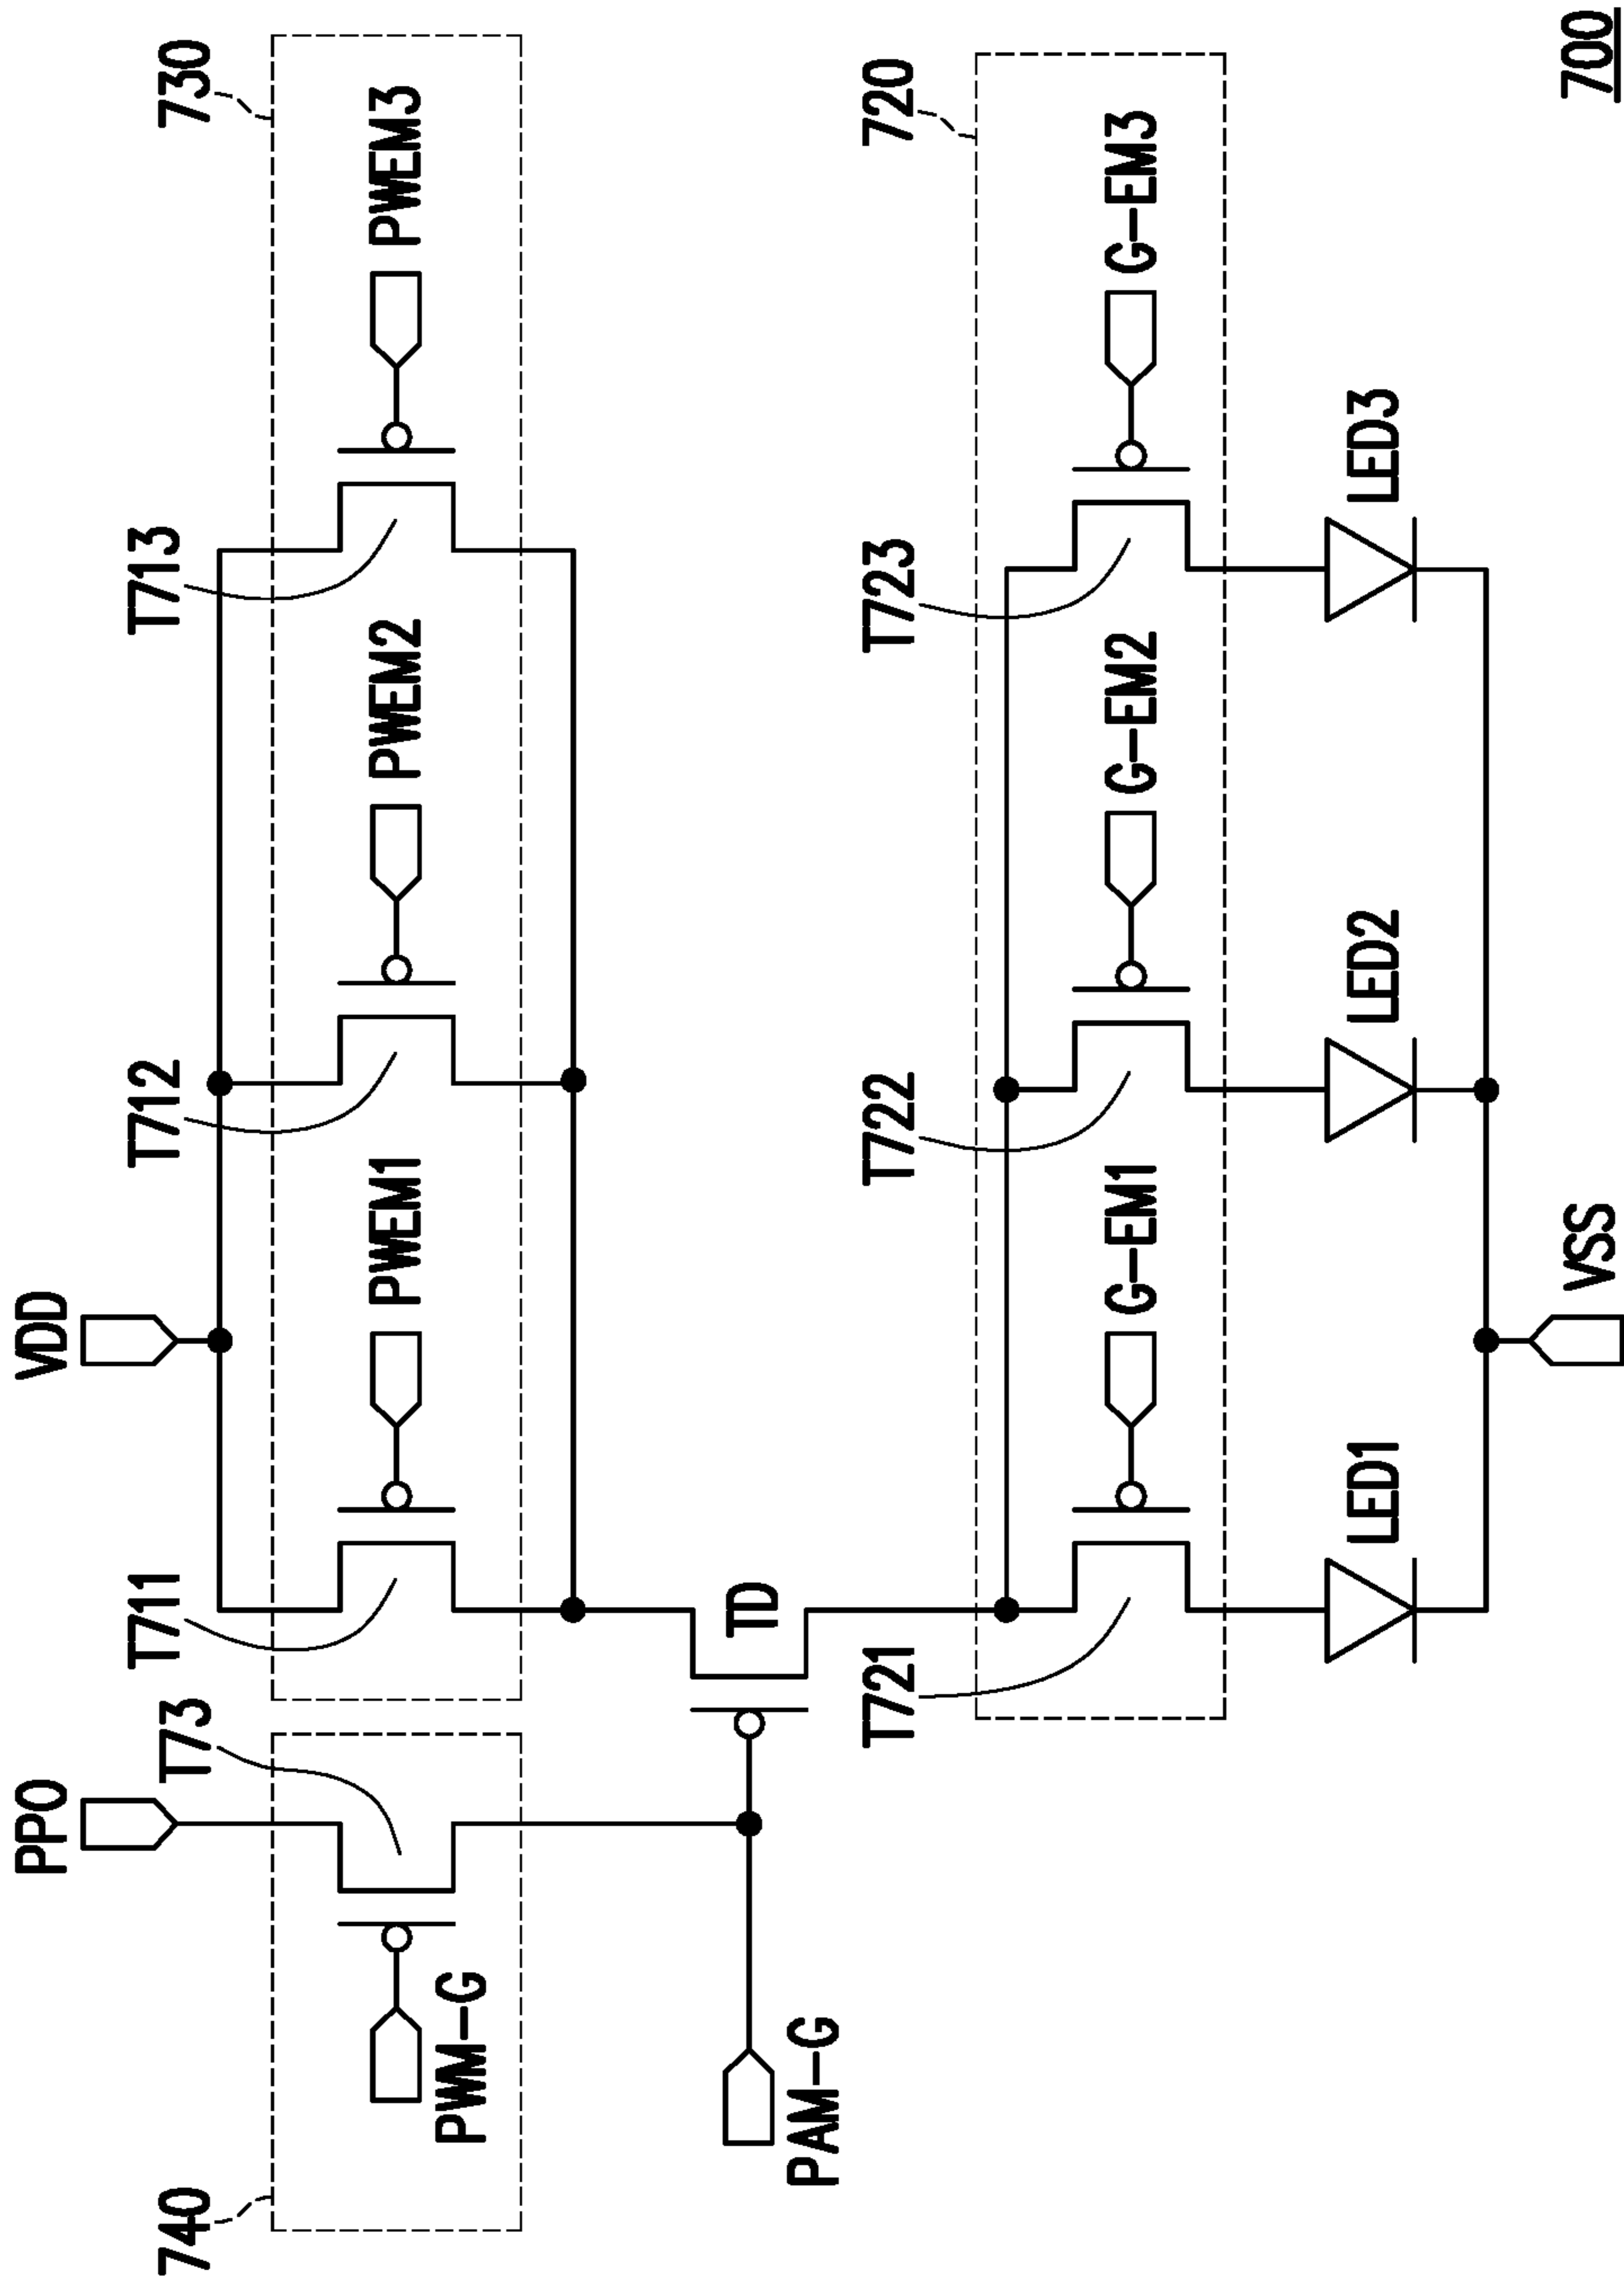 PPO
VDD
740
T73
T711
T712
T713
730
PWM-G
PWEM1
PWEM2
PWEM3
PAM-G
TD
T721
T722
T723
720
G-EM1
G-EM2
G-EM3
LED1
LED2
LED3
VSS
700